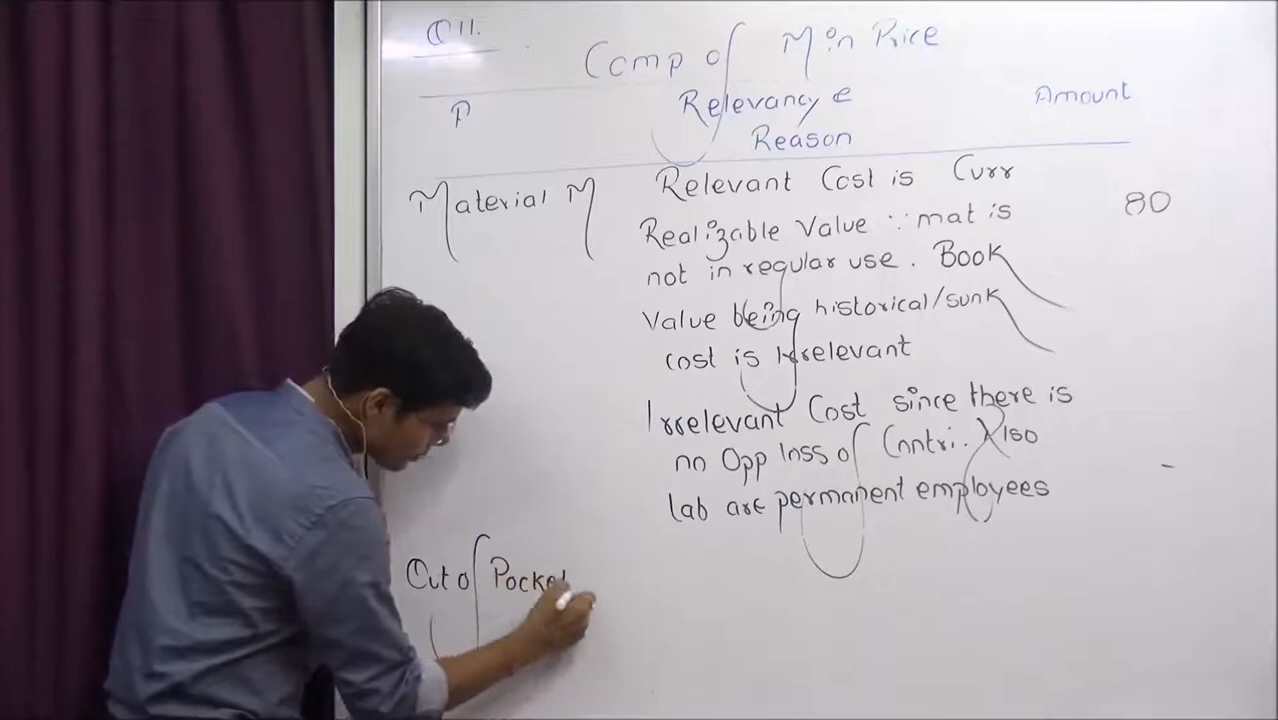 Q 11.
Comp of Min Price
P Relevancy e Amount
Reason
Material M Relevant Cost is Curr 80
Realizable Value ∵ mat is
not in regular use. Book
Value being historical/sunk
cost is Irrelevant
Irrelevant Cost since there is
no Opp loss of Contri. Also
lab are permanent employees -
Out of Pocket